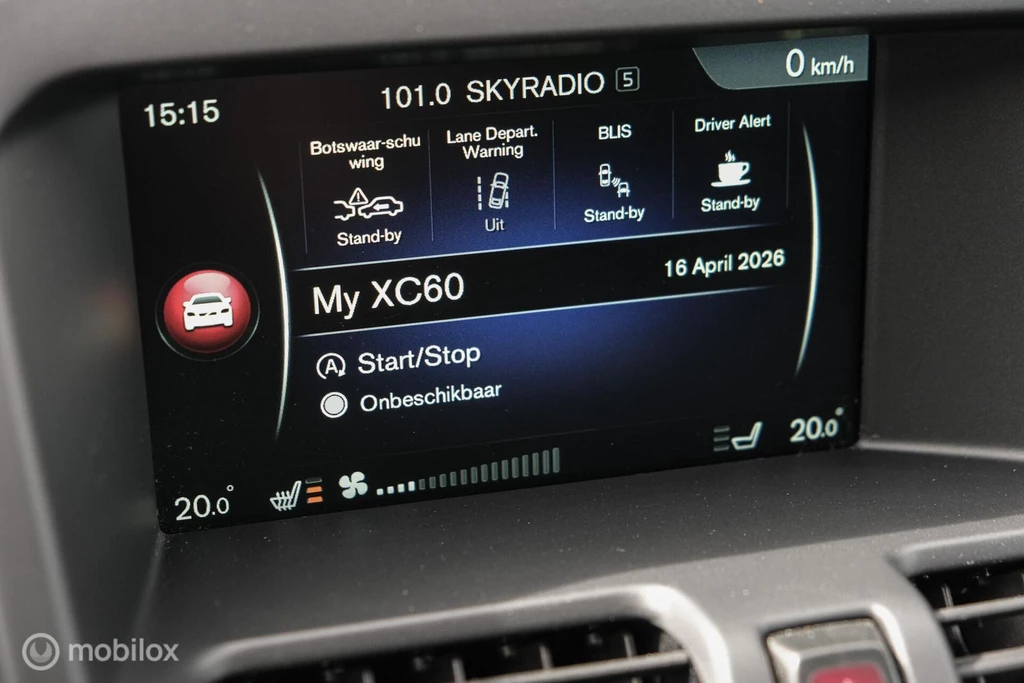 15:15
101.0 SKYRADIO 5
0 km/h
Botswaar-schu
wing
Stand-by
Lane Depart.
Warning
Uit
BLIS
Stand-by
Driver Alert
Stand-by
My XC60
16 April 2026
A Start/Stop
Onbeschikbaar
20.0°
20.0°
mobilox